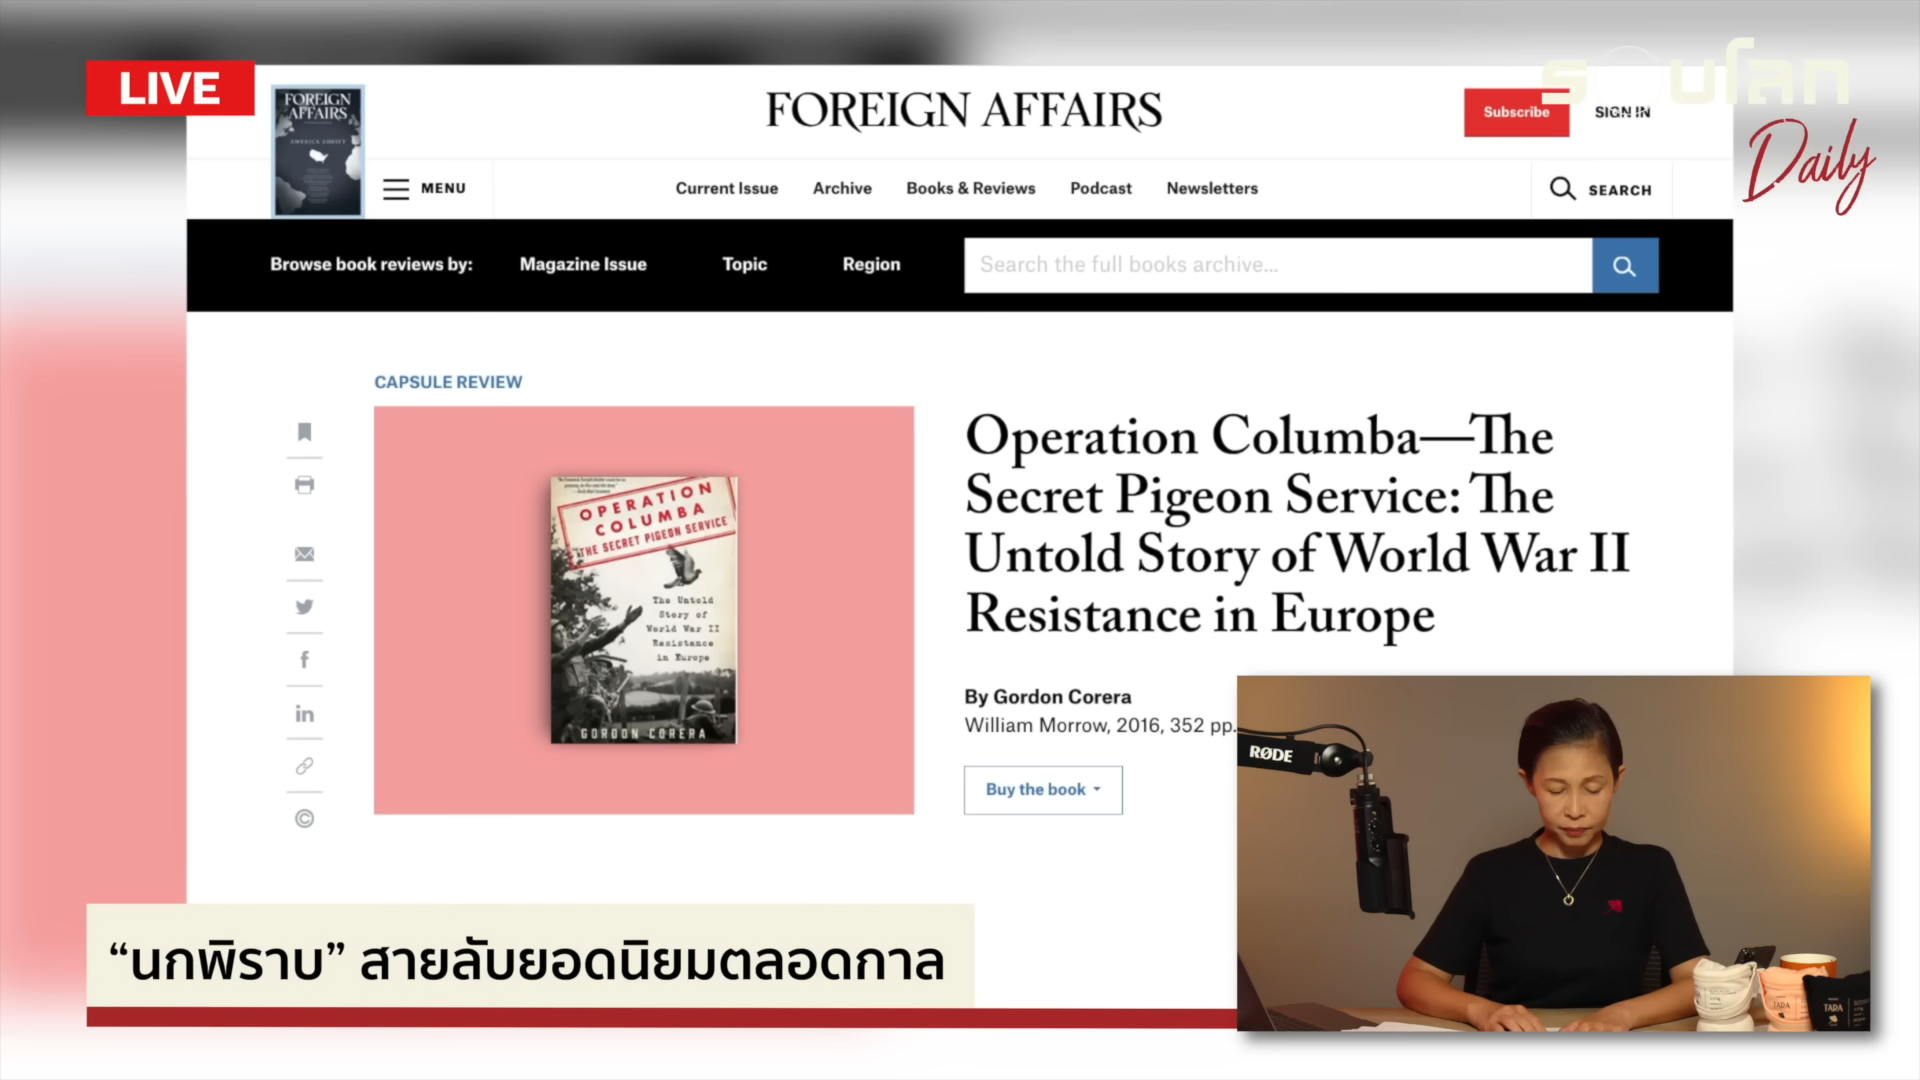 LIVE
FOREIGN
AFFAIRS
FOREIGN AFFAIRS
Subscribe
SIGN IN
Daily
MENU
Current Issue
Archive
Books & Reviews
Podcast
Newsletters
SEARCH
Browse book reviews by:
Magazine Issue
Topic
Region
Search the full books archive...
CAPSULE REVIEW
OPERATION
COLUMBA
THE SECRET PIGEON SERVICE
The Untold
Story of
World War II
Resistance
in Europe
GORDON CORERA
Operation Columba—The
Secret Pigeon Service: The
Untold Story of World War II
Resistance in Europe
By Gordon Corera
William Morrow, 2016, 352 pp.
Buy the book
RØDE
TARA
TARA
“นกพิราบ” สายลับยอดนิยมตลอดกาล